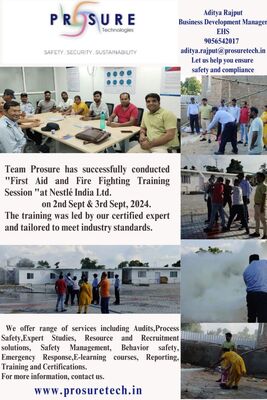 PROSURE
Technologies
SAFETY. SECURITY. SUSTAINABILITY
Aditya Rajput
Business Development Manager
EHS
9056542017
aditya.rajput@prosuretech.in
Let us help you ensure
safety and compliance
Team Prosure has successfully conducted
"First Aid and Fire Fighting Training
Session "at Nestlé India Ltd.
on 2nd Sept & 3rd Sept, 2024.
The training was led by our certified expert
and tailored to meet industry standards.
We offer range of services including Audits,Process
Safety,Expert Studies, Resource and Recruitment
solutions, Safety Management, Behavior safety,
Emergency Response,E-learning courses, Reporting,
Training and Certifications.
For more information, contact us.
www.prosuretech.in